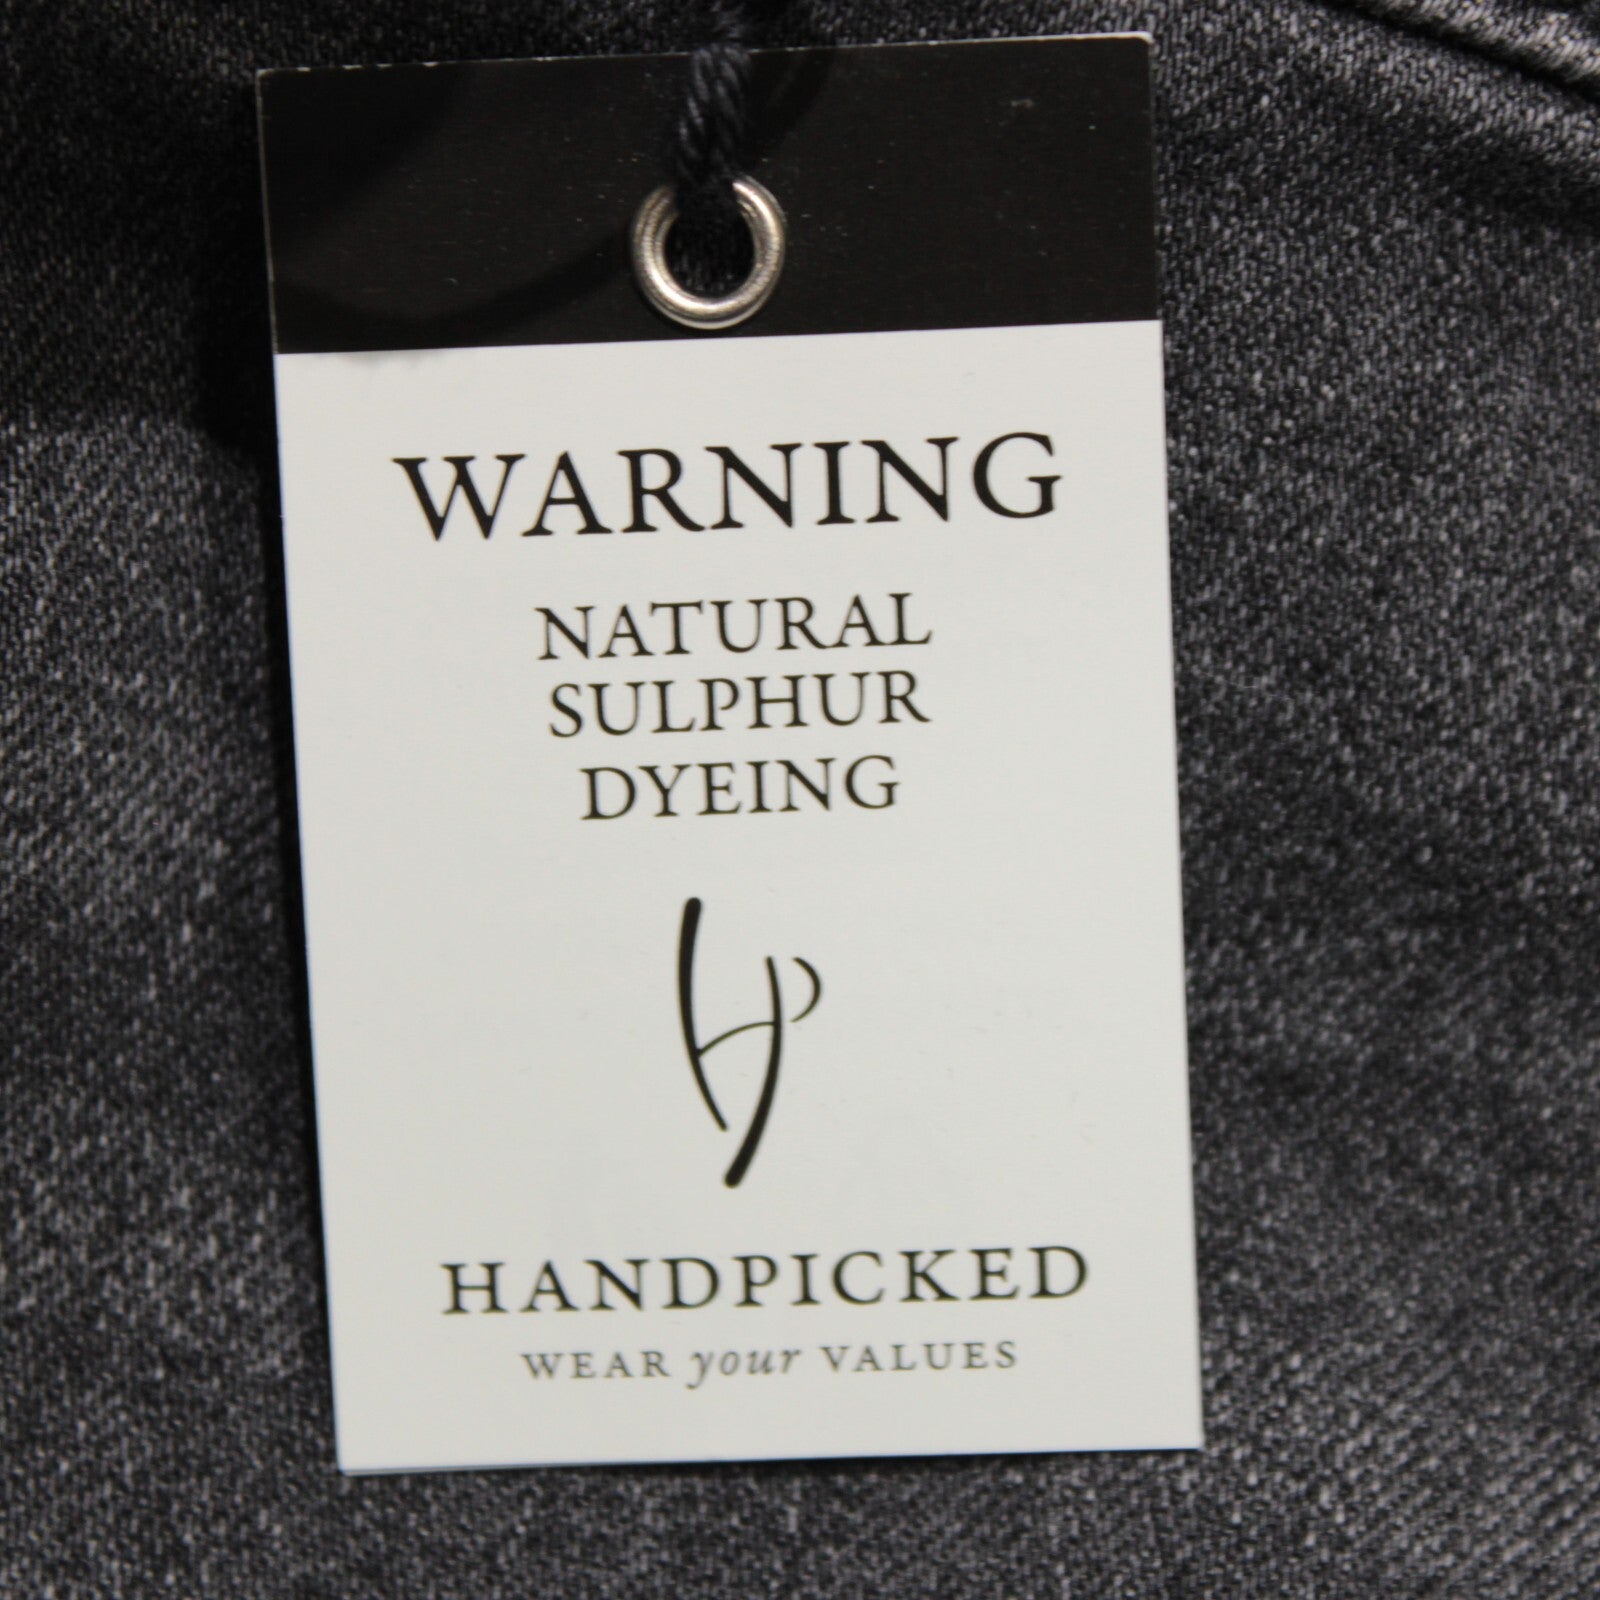 WARNING
NATURAL
SULPHUR
DYEING
HANDPICKED
WEAR your VALUES